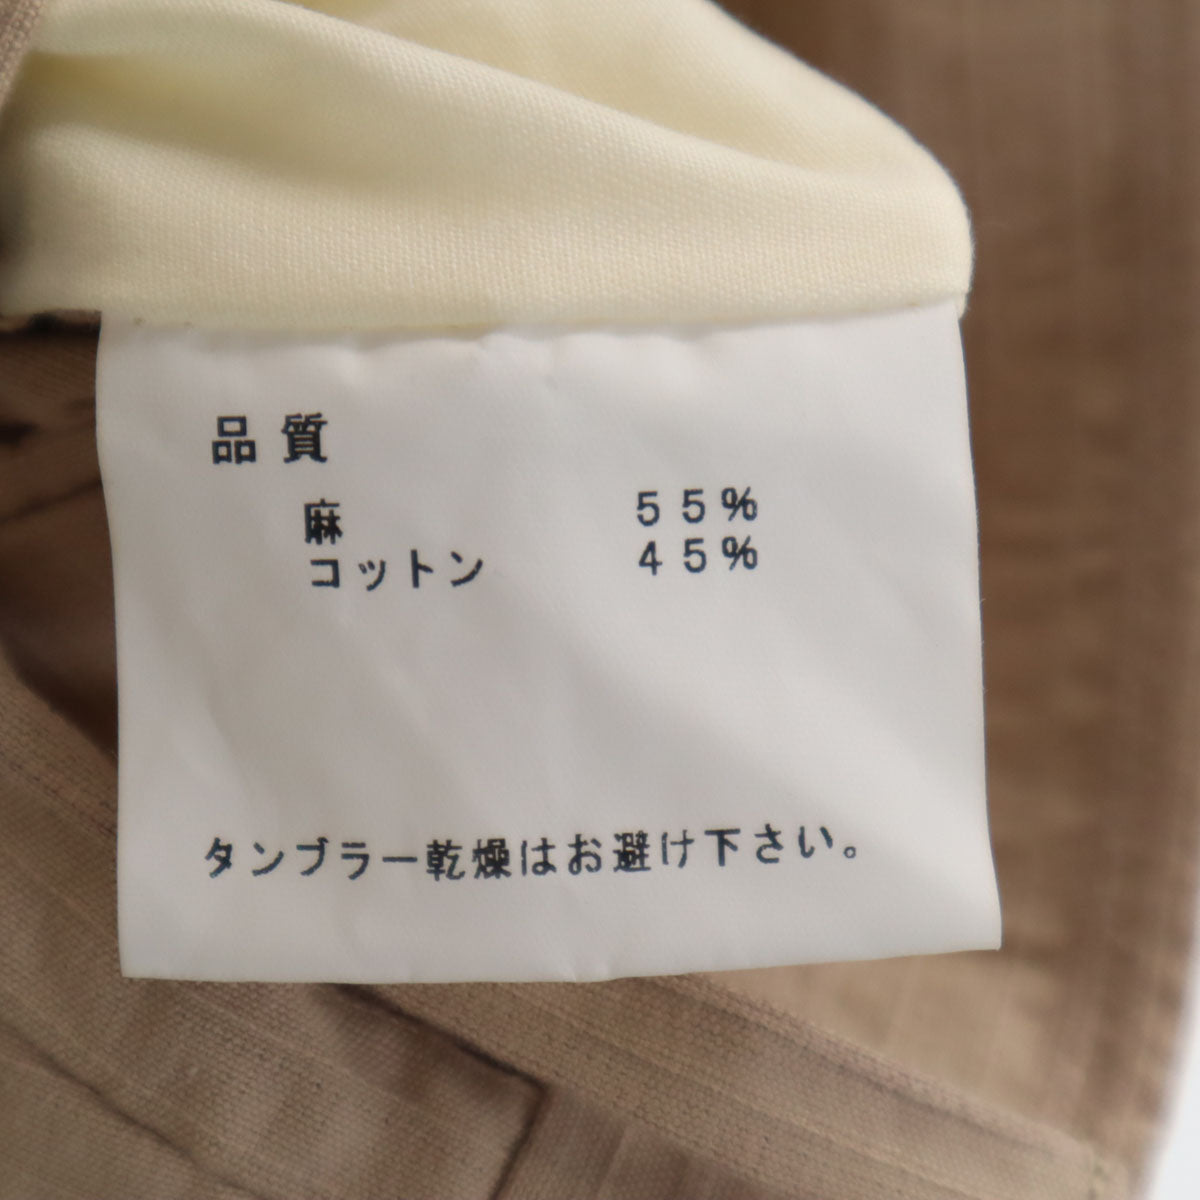 品質
麻 55%
コットン 45%
タンブラー乾燥はお避け下さい。